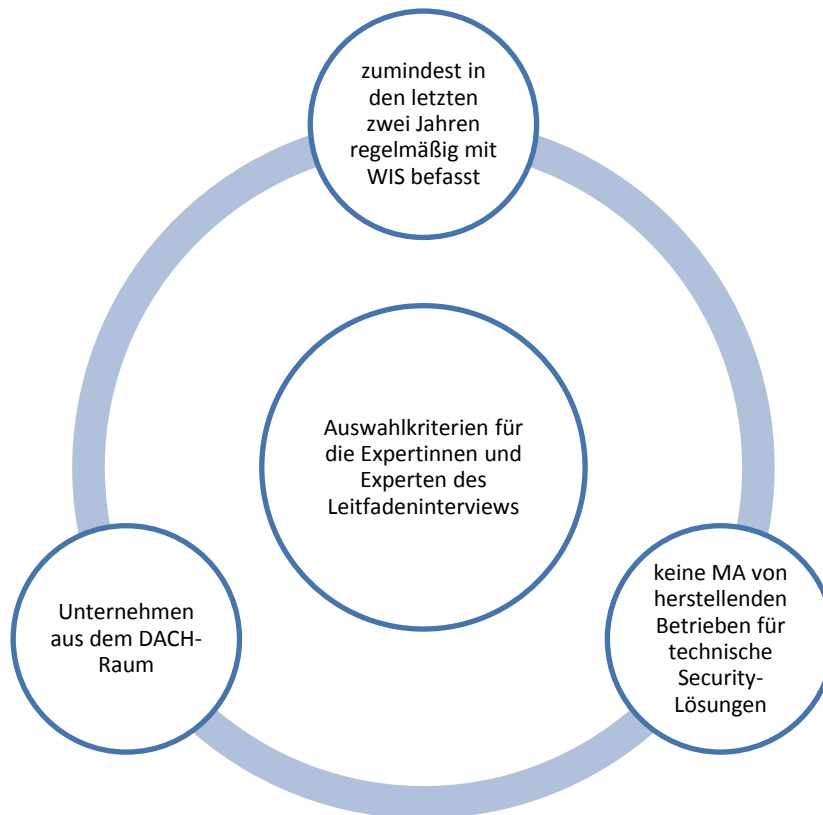 zumindest in
den letzten
zwei Jahren
regelmäßig mit
WIS befasst
Auswahlkriterien für
die Expertinnen und
Experten des
Leitfadeninterviews
Unternehmen
aus dem DACH-
Raum
keine MA von
herstellenden
Betrieben für
technische
Security-
Lösungen